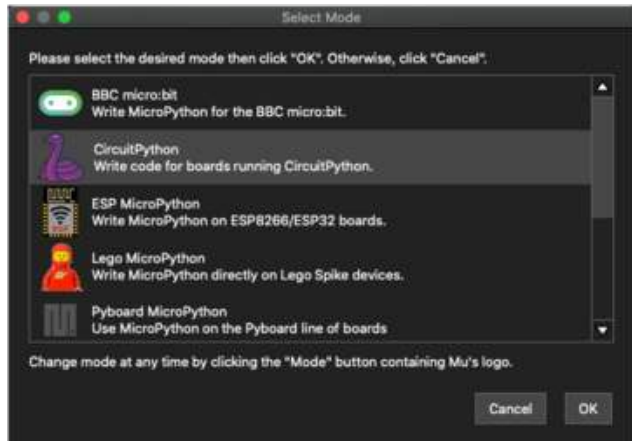 Select Mode
Please select the desired mode then click "OK". Otherwise, click "Cancel".
BBC micro:bit
Write MicroPython for the BBC micro:bit.
CircuitPython
Write code for boards running CircuitPython.
ESP MicroPython
Write MicroPython on ESP8266/ESP32 boards.
Lego MicroPython
Write MicroPython directly on Lego Spike devices.
Pyboard MicroPython
Use MicroPython on the Pyboard line of boards
Change mode at any time by clicking the "Mode" button containing Mu's logo.
Cancel OK